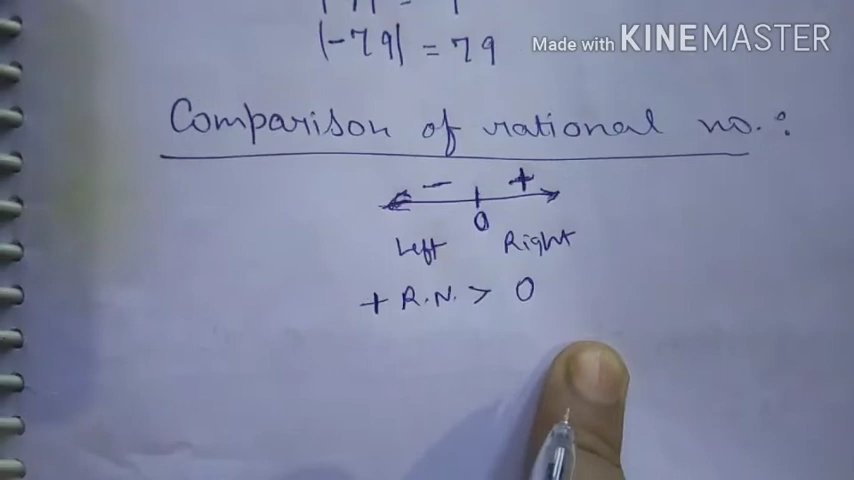 |-79| = 79
Made with KINEMASTER
Comparison of rational no. :
- +
0
Left Right
+ R.N. > 0